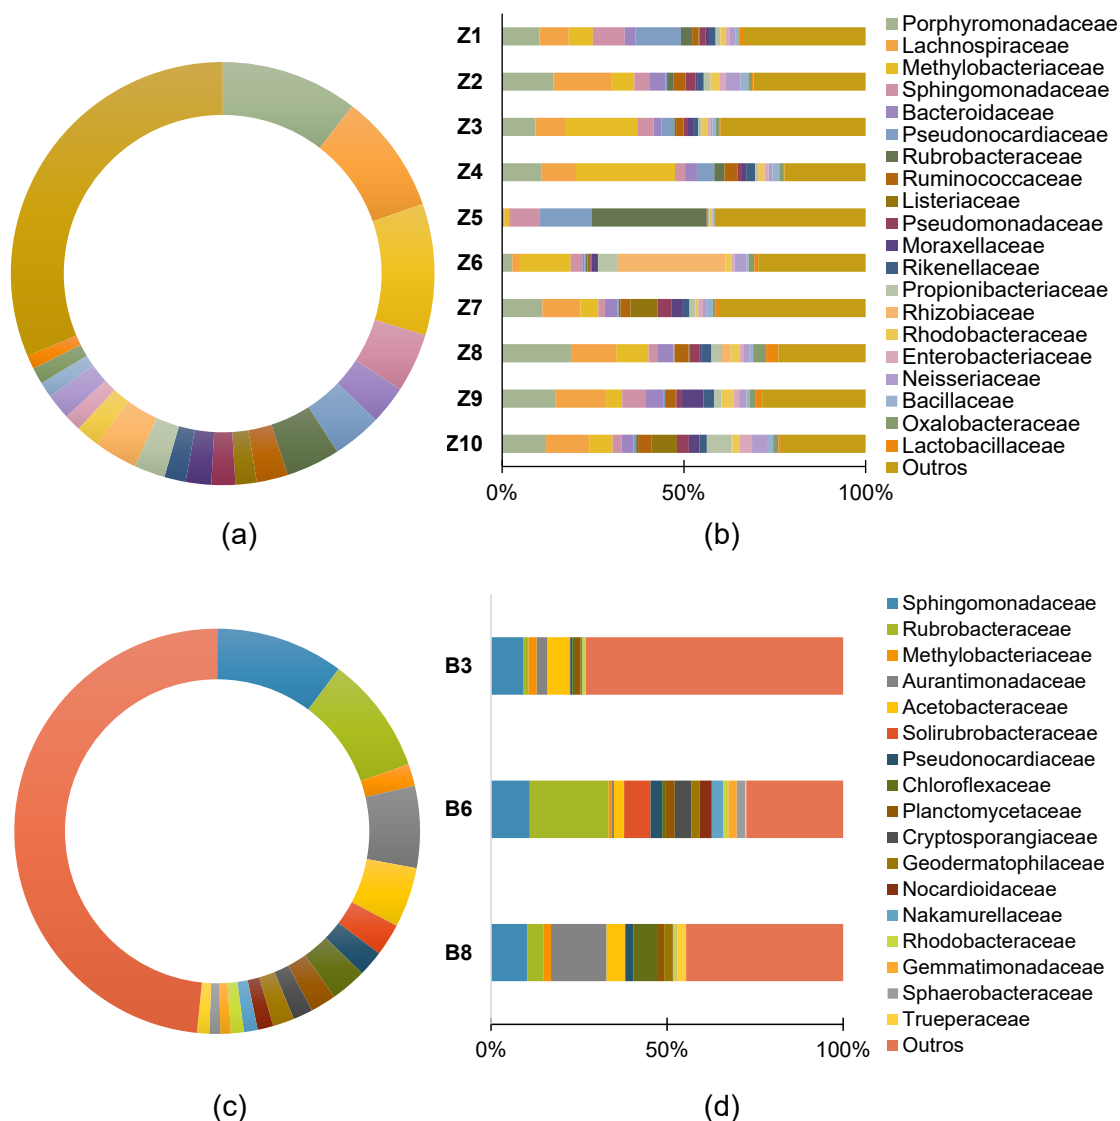 Z1
Z2
Z3
Z4
Z5
Z6
Z7
Z8
Z9
Z10
0%
50%
100%
Porphyromonadaceae
Lachnospiraceae
Methylobacteriaceae
Sphingomonadaceae
Bacteroidaceae
Pseudonocardiaceae
Rubrobacteraceae
Ruminococcaceae
Listeriaceae
Pseudomonadaceae
Moraxellaceae
Rikenellaceae
Propionibacteriaceae
Rhizobiaceae
Rhodobacteraceae
Enterobacteriaceae
Neisseriaceae
Bacillaceae
Oxalobacteraceae
Lactobacillaceae
Outros
(a)
(b)
B3
B6
B8
0%
50%
100%
Sphingomonadaceae
Rubrobacteraceae
Methylobacteriaceae
Aurantimonadaceae
Acetobacteraceae
Solirubrobacteraceae
Pseudonocardiaceae
Chloroflexaceae
Planctomycetaceae
Cryptosporangiaceae
Geodermatophilaceae
Nocardioidaceae
Nakamurellaceae
Rhodobacteraceae
Gemmatimonadaceae
Sphaerobacteraceae
Trueperaceae
Outros
(c)
(d)